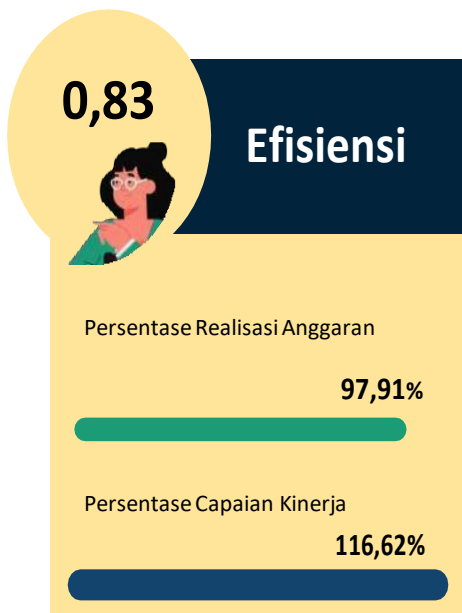 0,83
Efisiensi
Persentase Realisasi Anggaran
97,91%
Persentase Capaian Kinerja
116,62%